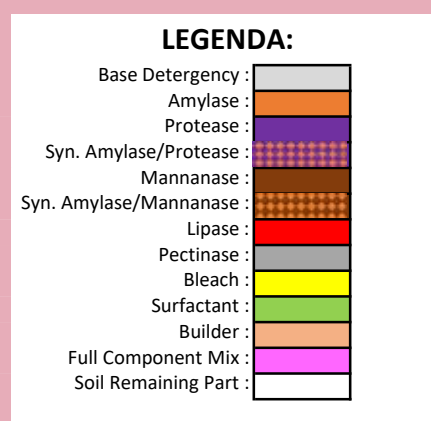 LEGENDA:
Base Detergency :
Amylase :
Protease :
Syn. Amylase/Protease :
Mannanase :
Syn. Amylase/Mannanase :
Lipase :
Pectinase :
Bleach :
Surfactant :
Builder :
Full Component Mix :
Soil Remaining Part :